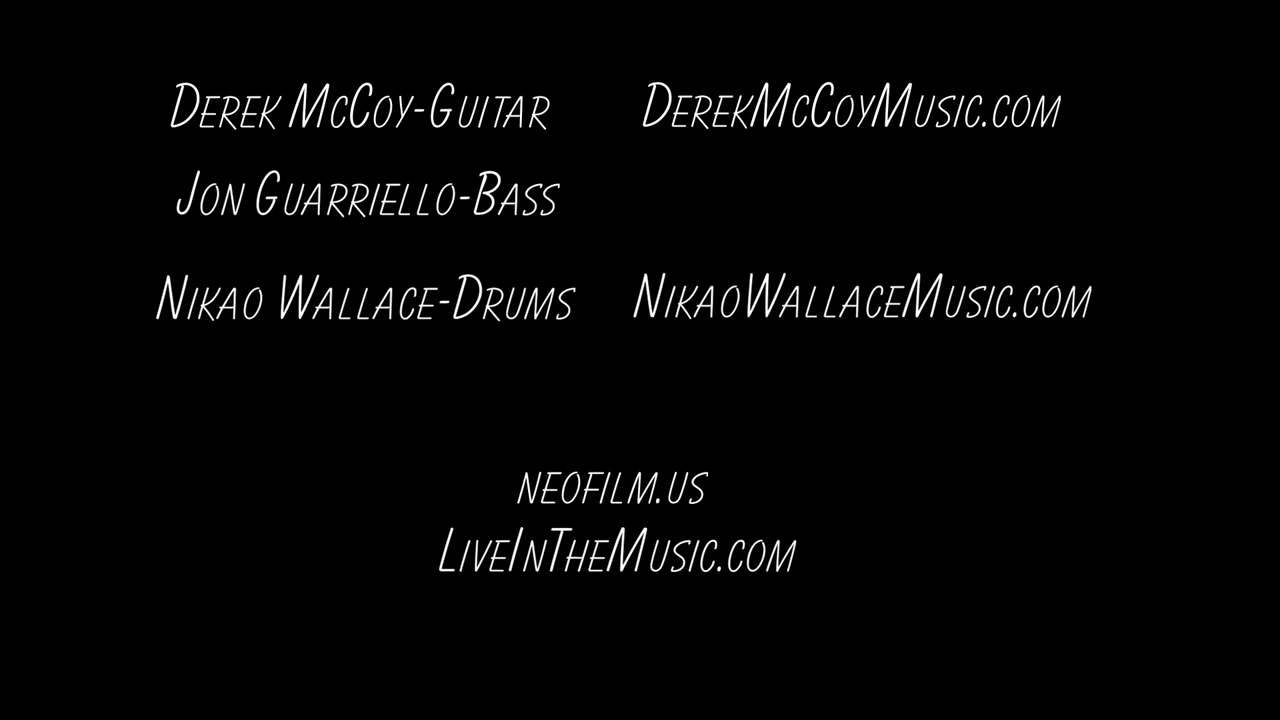 Derek McCoy-Guitar DerekMcCoyMusic.com
Jon Guarriello-Bass
Nikao Wallace-Drums NikaoWallaceMusic.com
neofilm.us
LiveInTheMusic.com